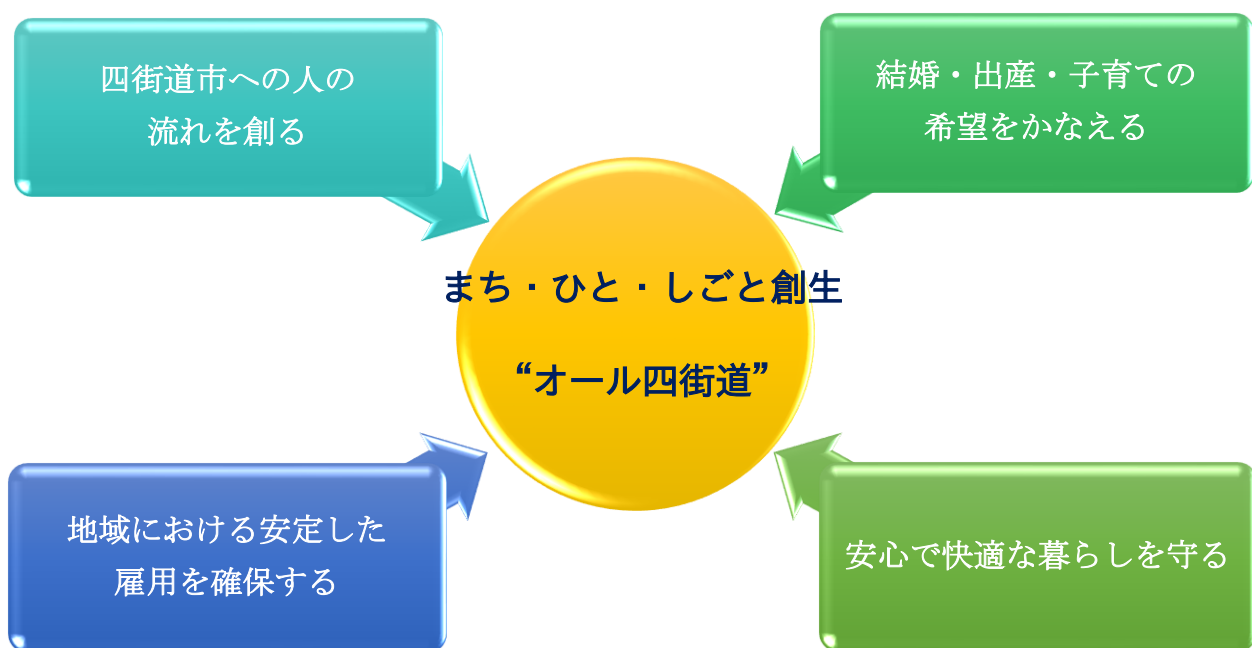 四街道市への人の
流れを創る
結婚・出産・子育ての
希望をかなえる
まち・ひと・しごと創生
“オール四街道”
地域における安定した
雇用を確保する
安心で快適な暮らしを守る